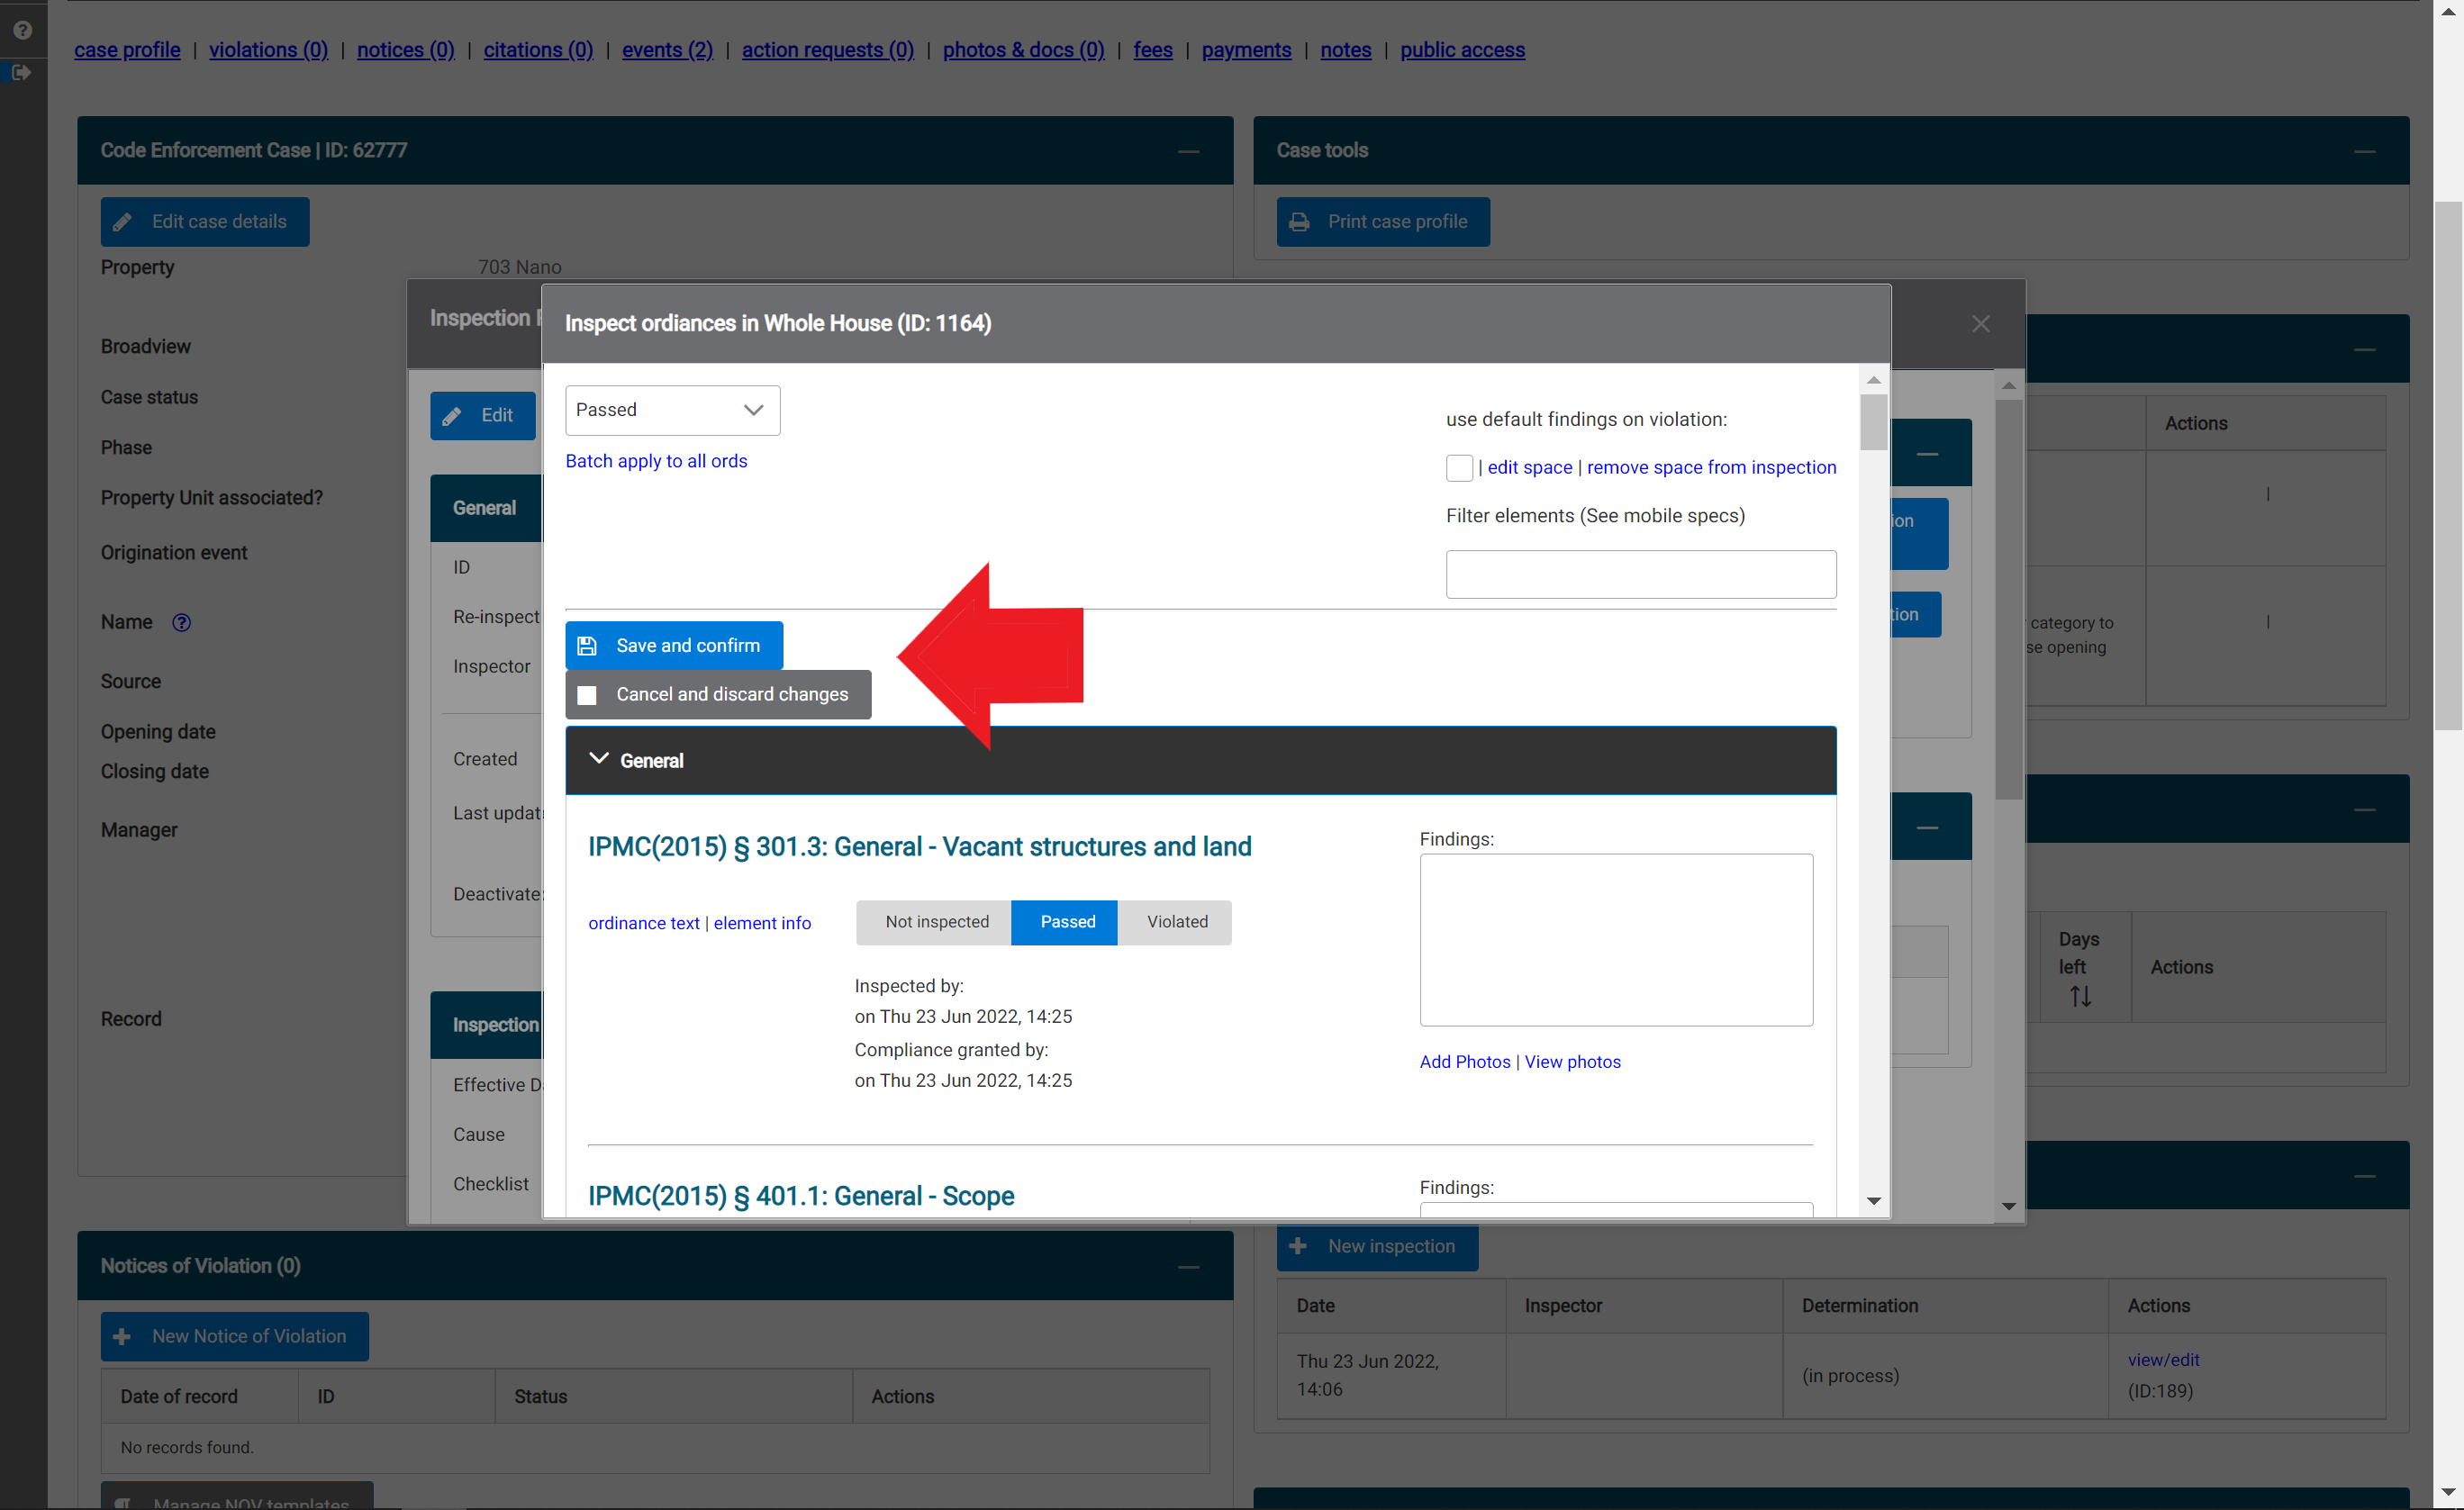 case profile | violations (0) | notices (0) | citations (0) | events (2) | action requests (0) | photos & docs (0) | fees | payments | notes | public access
Code Enforcement Case | ID: 62777
Case tools
Edit case details
Print case profile
Property
703 Nano
Broadview
Case status
Phase
Property Unit associated?
Origination event
Name
Source
Opening date
Closing date
Manager
Record
Inspection
Edit
General
ID
Re-inspect
Inspector
Created
Deactivate
Inspection
Cause
Checklist
Inspect ordiances in Whole House (ID: 1164)
Passed
Batch apply to all ords
use default findings on violation:
| edit space | remove space from inspection
Filter elements (See mobile specs)
Save and confirm
Cancel and discard changes
General
IPMC(2015) § 301.3: General - Vacant structures and land
ordinance text | element info
Not inspected Passed Violated
Inspected by:
on Thu 23 Jun 2022, 14:25
Compliance granted by:
on Thu 23 Jun 2022, 14:25
Findings:
Add Photos | View photos
IPMC(2015) § 401.1: General - Scope
Findings:
Actions
|
category to
se opening
|
Days
left
Actions
Notices of Violation (0)
New Notice of Violation
Date of record ID Status Actions
No records found.
Manage NOV templates
New inspection
Date Inspector Determination Actions
Thu 23 Jun 2022,
14:06
(in process)
view/edit
(ID:189)